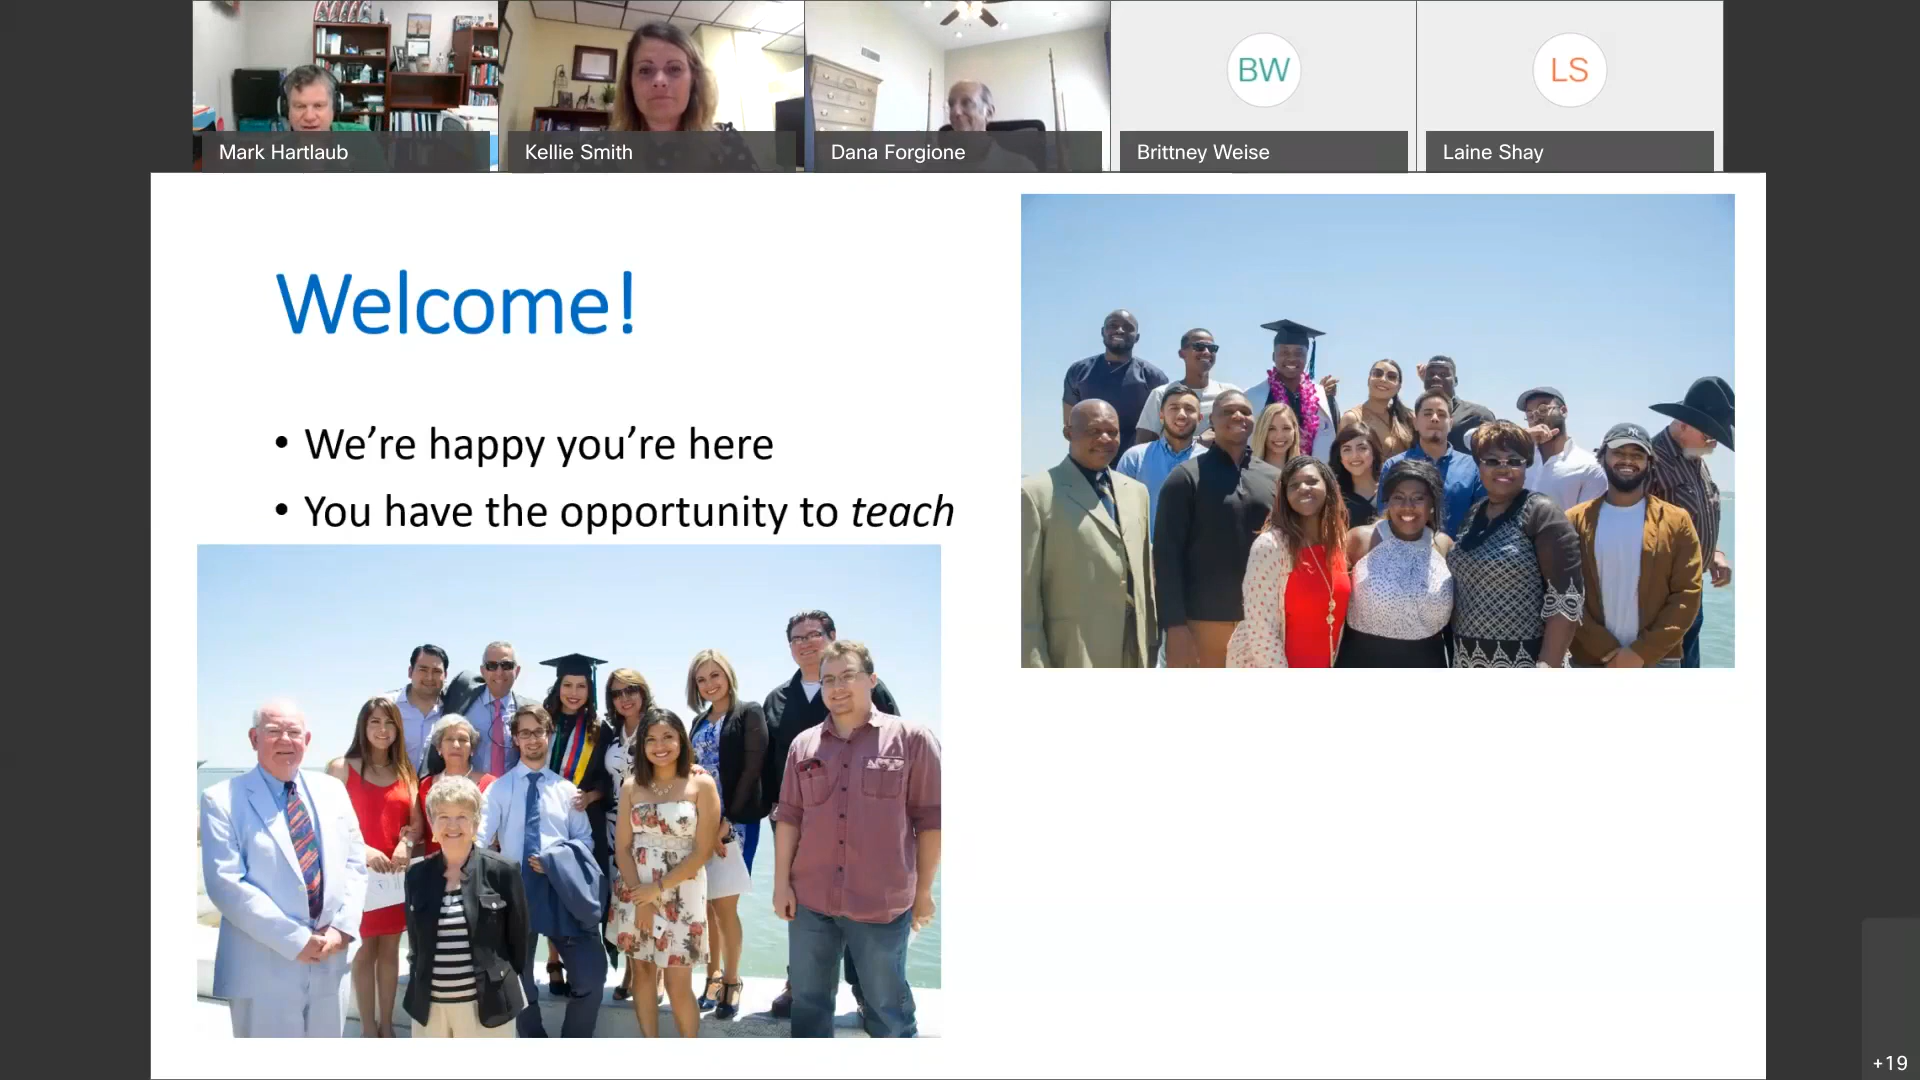 Mark Hartlaub
Kellie Smith
Dana Forgione
BW
Brittney Weise
LS
Laine Shay
Welcome!
• We’re happy you’re here
• You have the opportunity to teach
+19